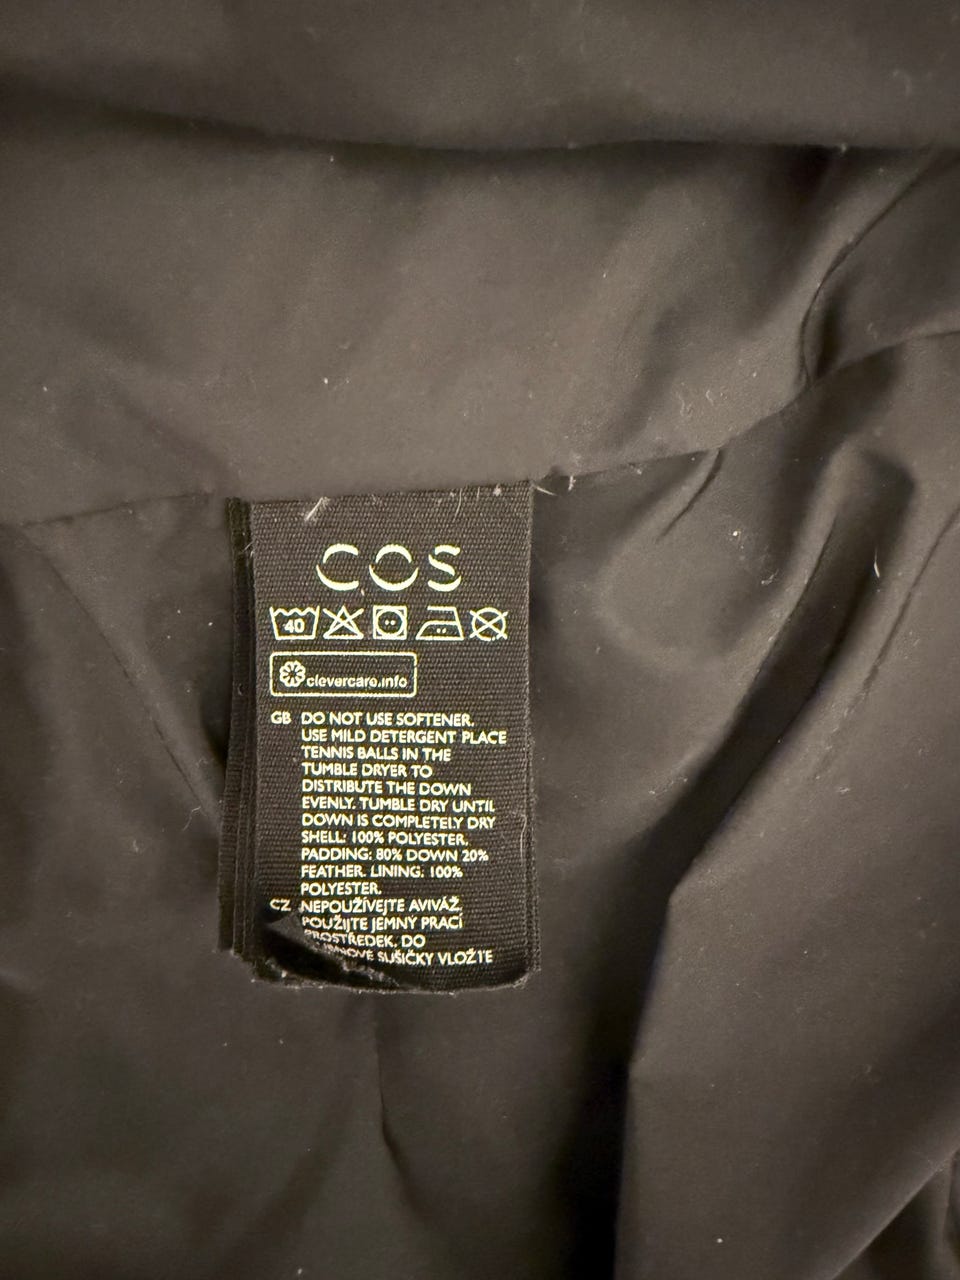 COS
40
clevercare.info
GB DO NOT USE SOFTENER.
USE MILD DETERGENT PLACE
TENNIS BALLS IN THE
TUMBLE DRYER TO
DISTRIBUTE THE DOWN
EVENLY. TUMBLE DRY UNTIL
DOWN IS COMPLETELY DRY
SHELL: 100% POLYESTER.
PADDING: 80% DOWN 20%
FEATHER. LINING: 100%
POLYESTER.
CZ NEPOUŽÍVEJTE AVIVÁŽ.
POUŽIJTE JEMNÝ PRACÍ
PROSTŘEDEK. DO
SUŠIČKY VLOŽTE